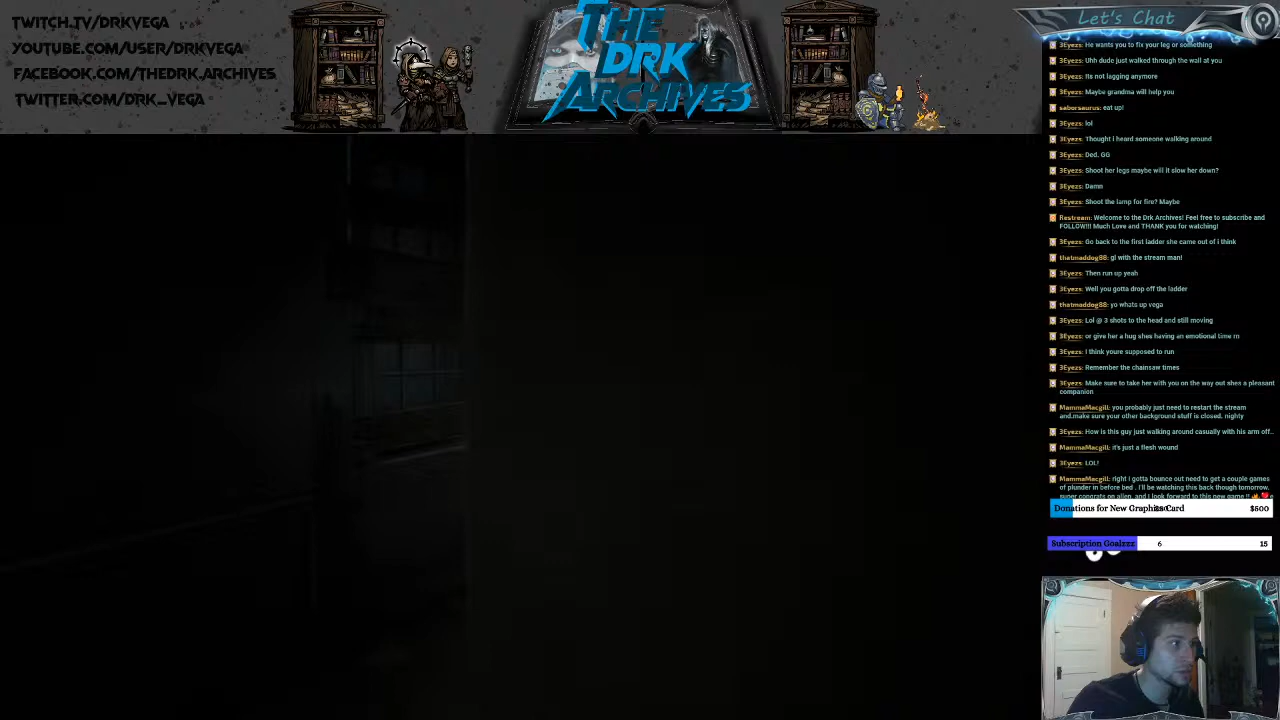 TWITCH.TV/DRKVEGA
YOUTUBE.COM/USER/DRKVEGA
FACEBOOK.COM/THEDRK.ARCHIVES
TWITTER.COM/DRK_VEGA
THE
DRK
ARCHIVES
Let's Chat
3Eyezs: He wants you to fix your leg or something
3Eyezs: Uhh dude just walked through the wall at you
3Eyezs: Its not lagging anymore
3Eyezs: Maybe grandma will help you
saborsaurus: eat up!
3Eyezs: lol
3Eyezs: Thought i heard someone walking around
3Eyezs: Ded. GG
3Eyezs: Shoot her legs maybe will it slow her down?
3Eyezs: Damn
3Eyezs: Shoot the lamp for fire? Maybe
Restream: Welcome to the Drk Archives! Feel free to subscribe and
FOLLOW!!! Much Love and THANK you for watching!
3Eyezs: Go back to the first ladder she came out of i think
thatmaddog88: gl with the stream man!
3Eyezs: Then run up yeah
3Eyezs: Well you gotta drop off the ladder
thatmaddog88: yo whats up vega
3Eyezs: Lol @ 3 shots to the head and still moving
3Eyezs: or give her a hug shes having an emotional time rn
3Eyezs: I think youre supposed to run
3Eyezs: Remember the chainsaw times
3Eyezs: Make sure to take her with you on the way out shes a pleasant
companion
MammaMacgill: you probably just need to restart the stream
and.make sure your other background stuff is closed. nighty
3Eyezs: How is this guy just walking around casually with his arm off..
MammaMacgill: it's just a flesh wound
3Eyezs: LOL!
MammaMacgill: right i gotta bounce out need to get a couple games
of plunder in before bed . I'll be watching this back though tomorrow.
super congrats on allen, and I look forward to this new game !!
Donations for New Graphics Card $500
Subscription Goalzzz 6 15